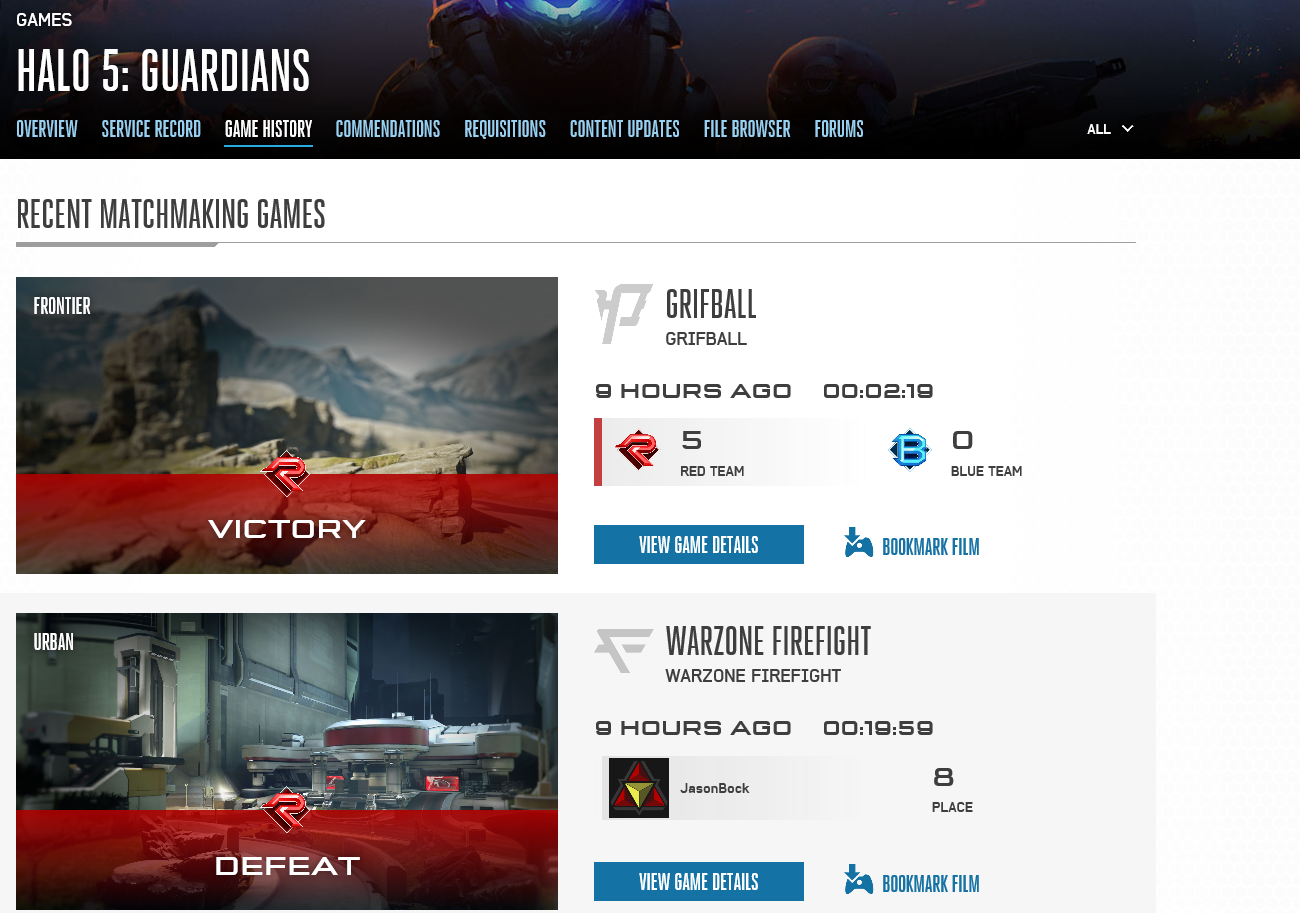 GAMES
HALO 5: GUARDIANS
OVERVIEW SERVICE RECORD GAME HISTORY COMMENDATIONS REQUISITIONS CONTENT UPDATES FILE BROWSER FORUMS ALL
RECENT MATCHMAKING GAMES
FRONTIER
VICTORY
GRIFBALL
GRIFBALL
9 HOURS AGO 00:02:19
R 5 B 0
RED TEAM BLUE TEAM
VIEW GAME DETAILS BOOKMARK FILM
URBAN
R
DEFEAT
WARZONE FIREFIGHT
WARZONE FIREFIGHT
9 HOURS AGO 00:19:59
JasonBock 8
PLACE
VIEW GAME DETAILS BOOKMARK FILM